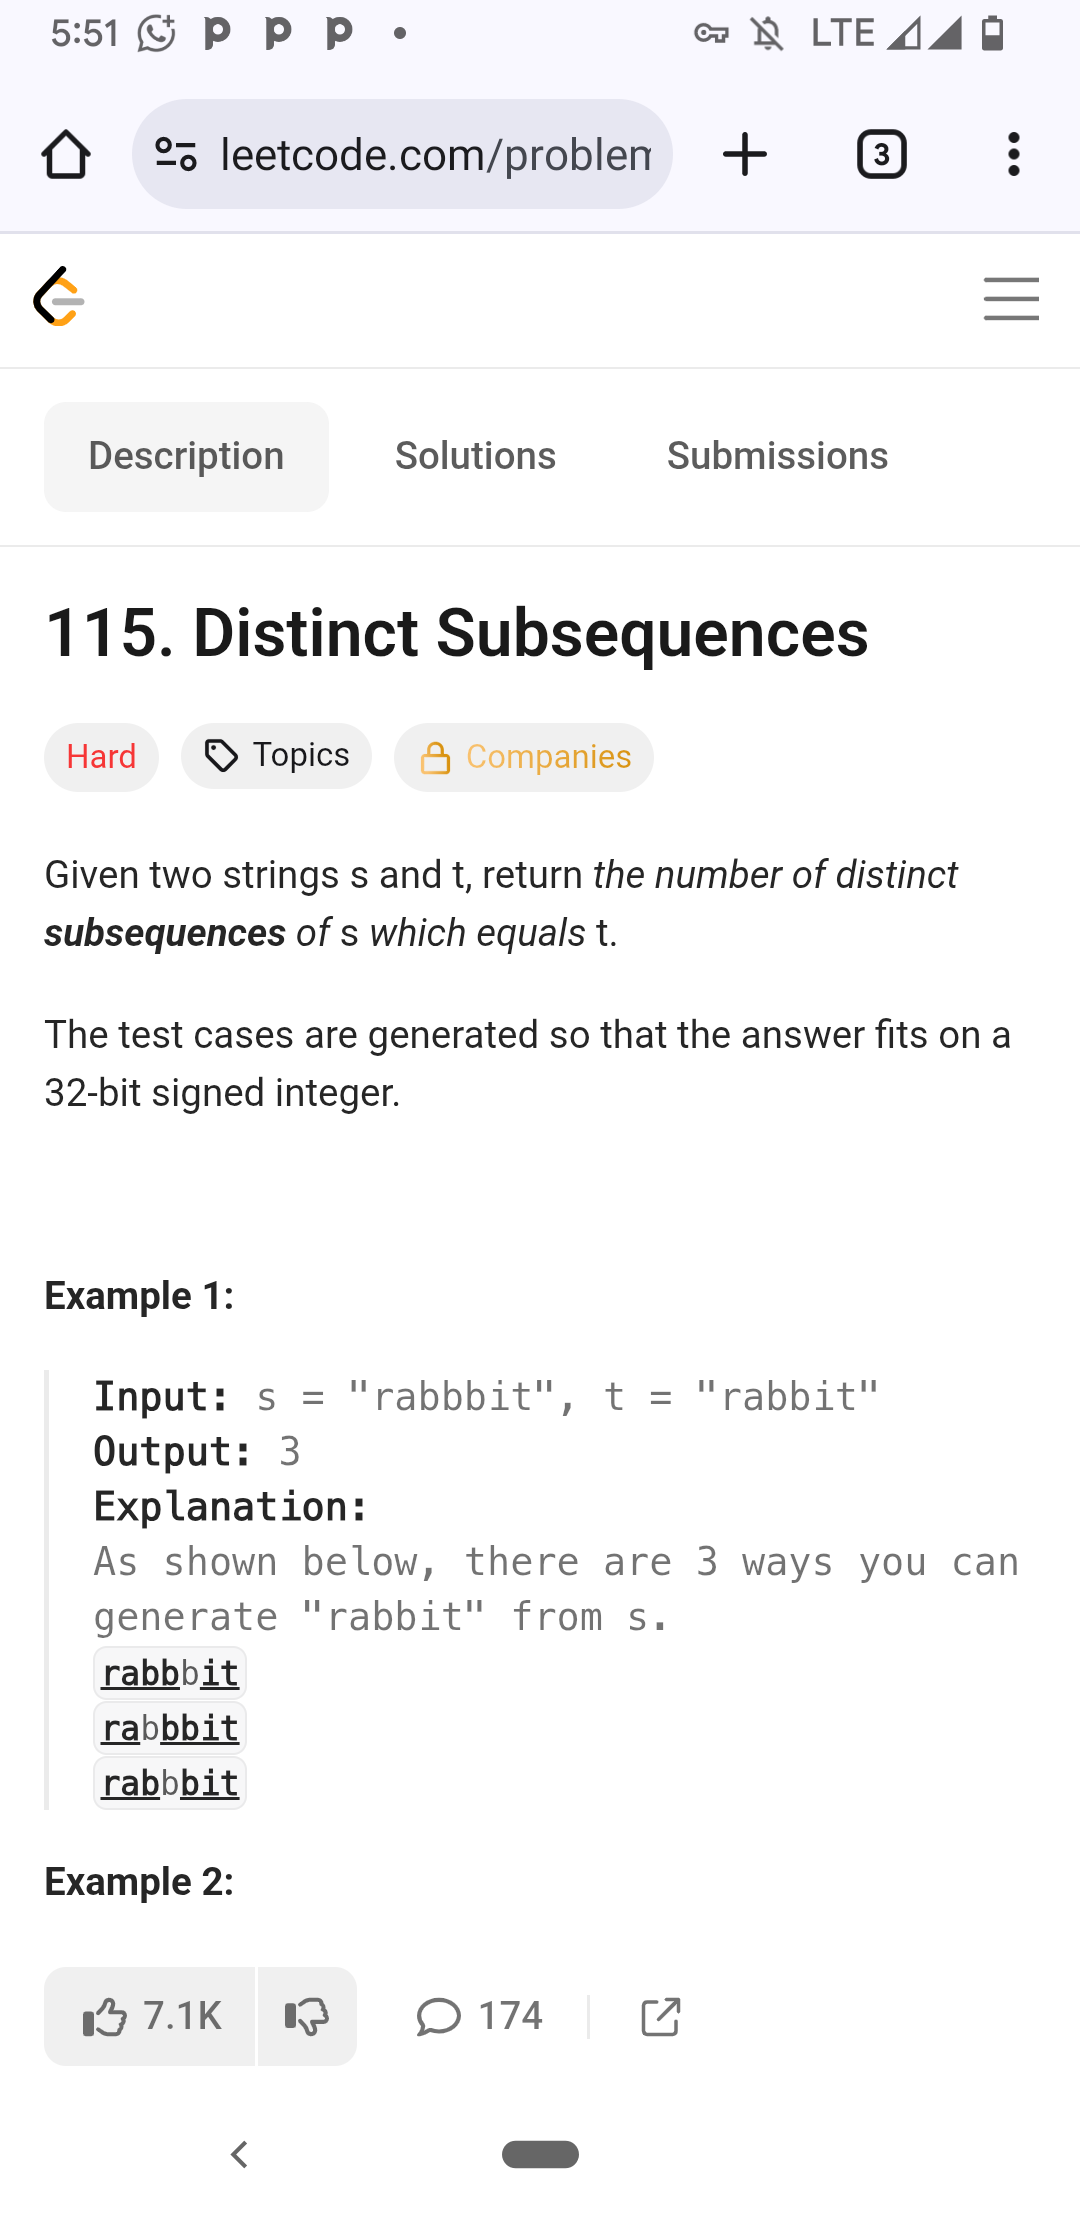 5:51 LTE
leetcode.com/problem
3
Description Solutions Submissions
115. Distinct Subsequences
Hard Topics Companies
Given two strings s and t, return the number of distinct
subsequences of s which equals t.
The test cases are generated so that the answer fits on a
32-bit signed integer.
Example 1:
Input: s = "rabbbit", t = "rabbit"
Output: 3
Explanation:
As shown below, there are 3 ways you can
generate "rabbit" from s.
rabbbit
rabbbit
rabbbit
Example 2:
7.1K 174